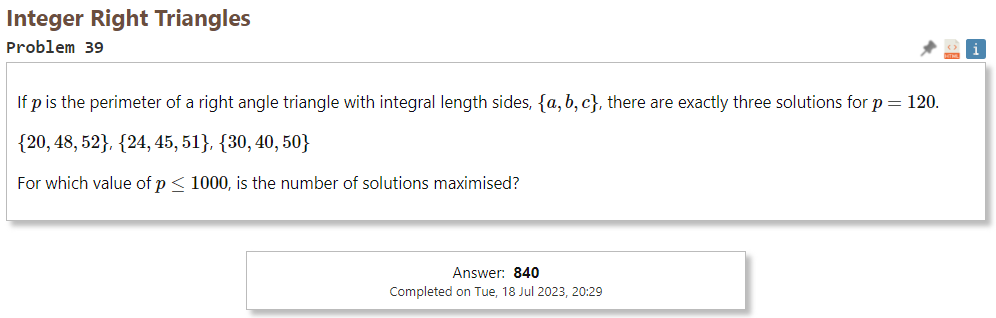 Integer Right Triangles
Problem 39
HTML
i
If p is the perimeter of a right angle triangle with integral length sides, {a, b, c}, there are exactly three solutions for p = 120.
{20, 48, 52}, {24, 45, 51}, {30, 40, 50}
For which value of p ≤ 1000, is the number of solutions maximised?
Answer: 840
Completed on Tue, 18 Jul 2023, 20:29